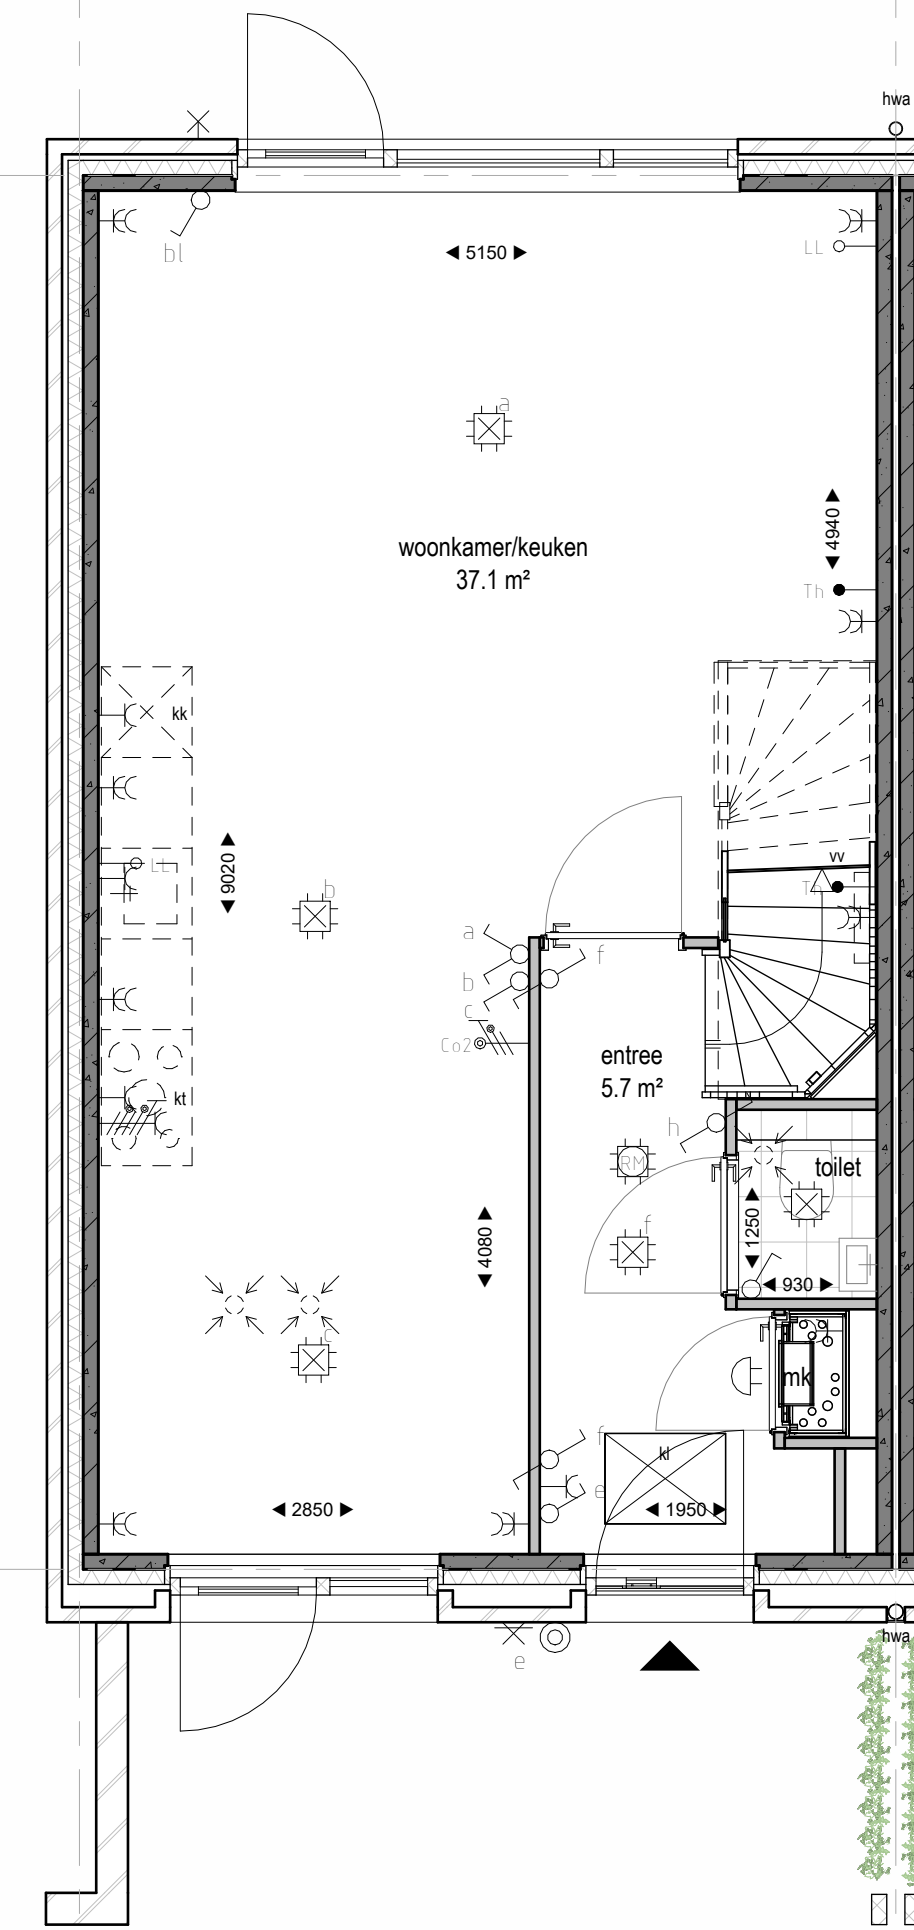 hwa
bl
5150
LL
a
woonkamer/keuken
37.1 m²
4940
Th
kk
vv
LL
9020
b
Th
a
f
b
c
Co2
entree
5.7 m²
kt
h
RM
toilet
f
1250
4080
930
c
mk
f
kl
e
2850
1950
hwa
e